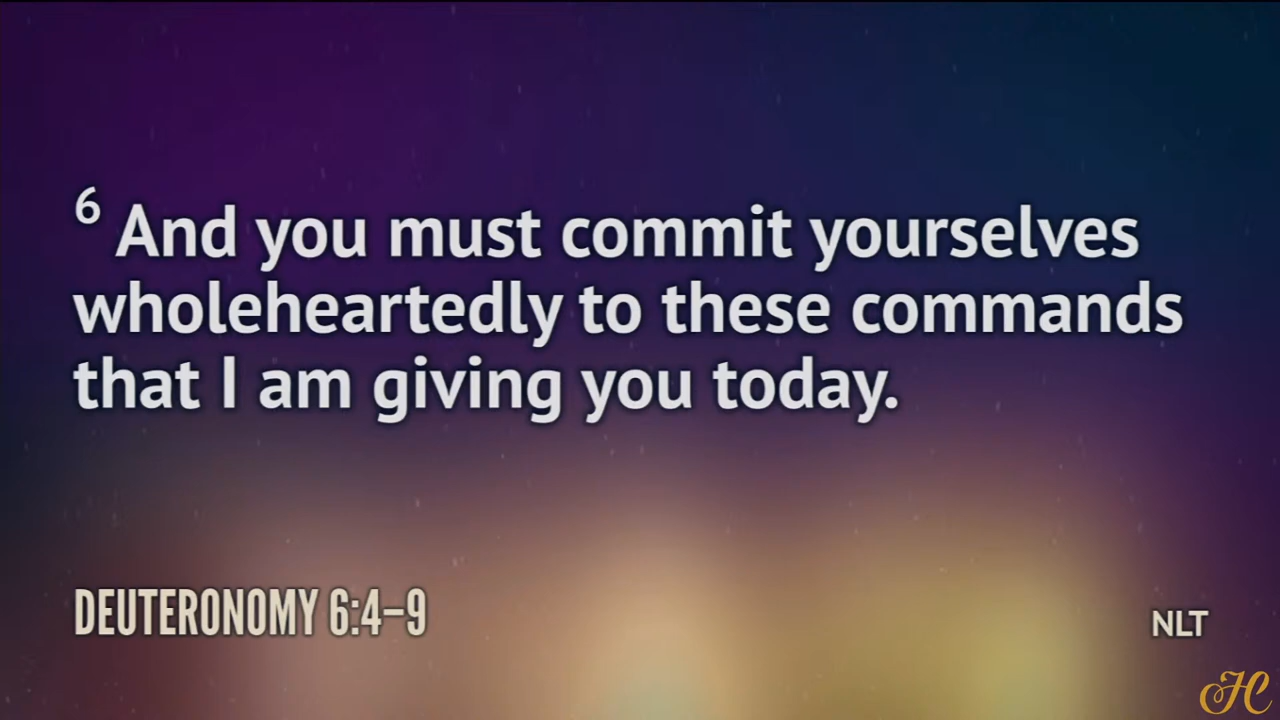 6 And you must commit yourselves
wholeheartedly to these commands
that I am giving you today.
DEUTERONOMY 6:4–9
NLT
H